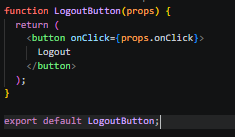 function LogoutButton(props) {
  return (
    <button onClick={props.onClick}>
      Logout
    </button>
  );
}

export default LogoutButton;